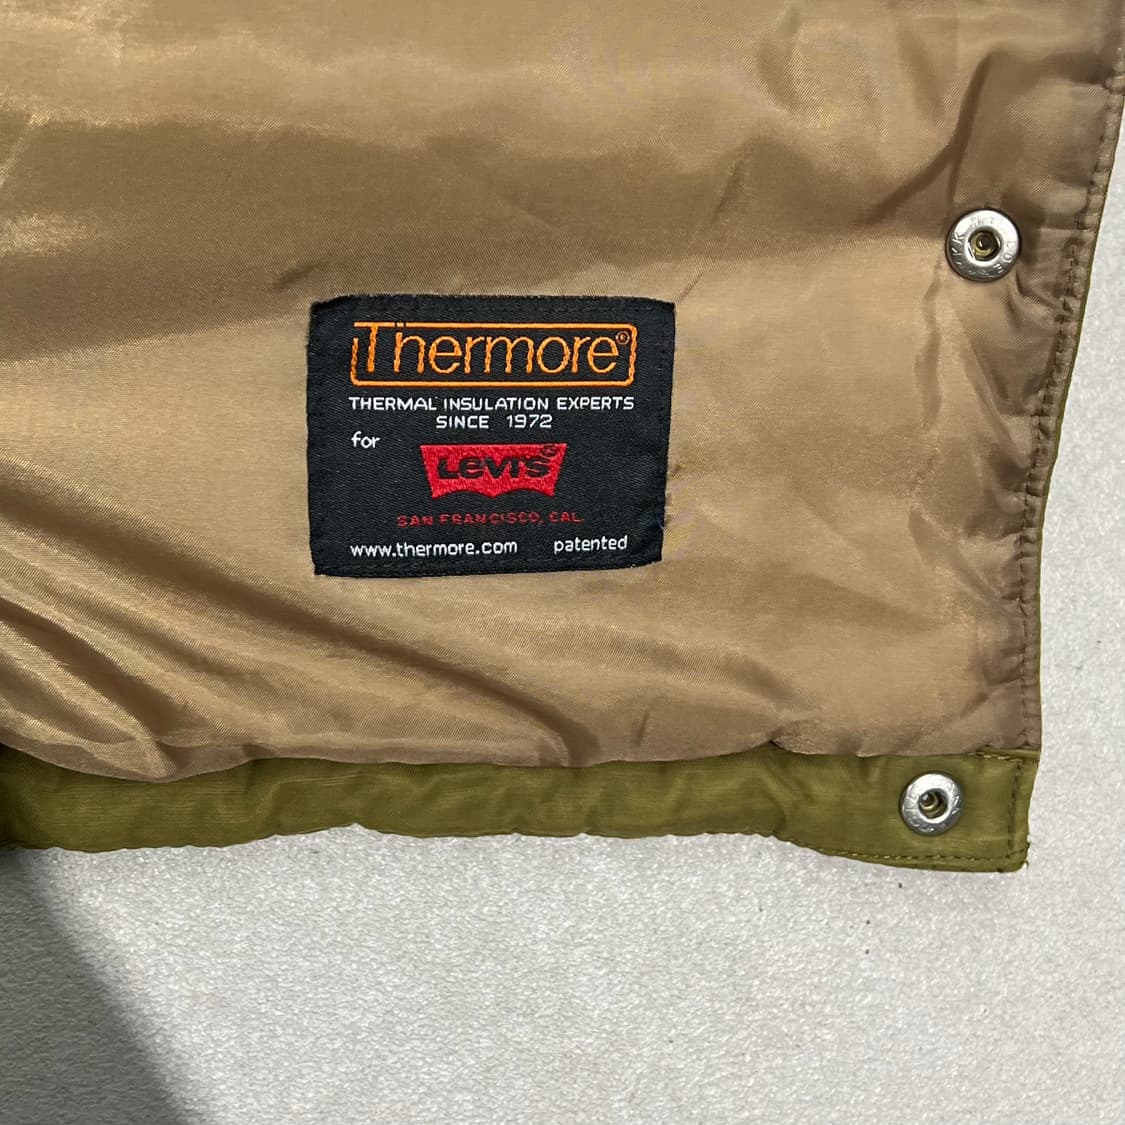 Thermore®
THERMAL INSULATION EXPERTS
SINCE 1972
for
LEVI'S®
SAN FRANCISCO, CAL.
www.thermore.com patented